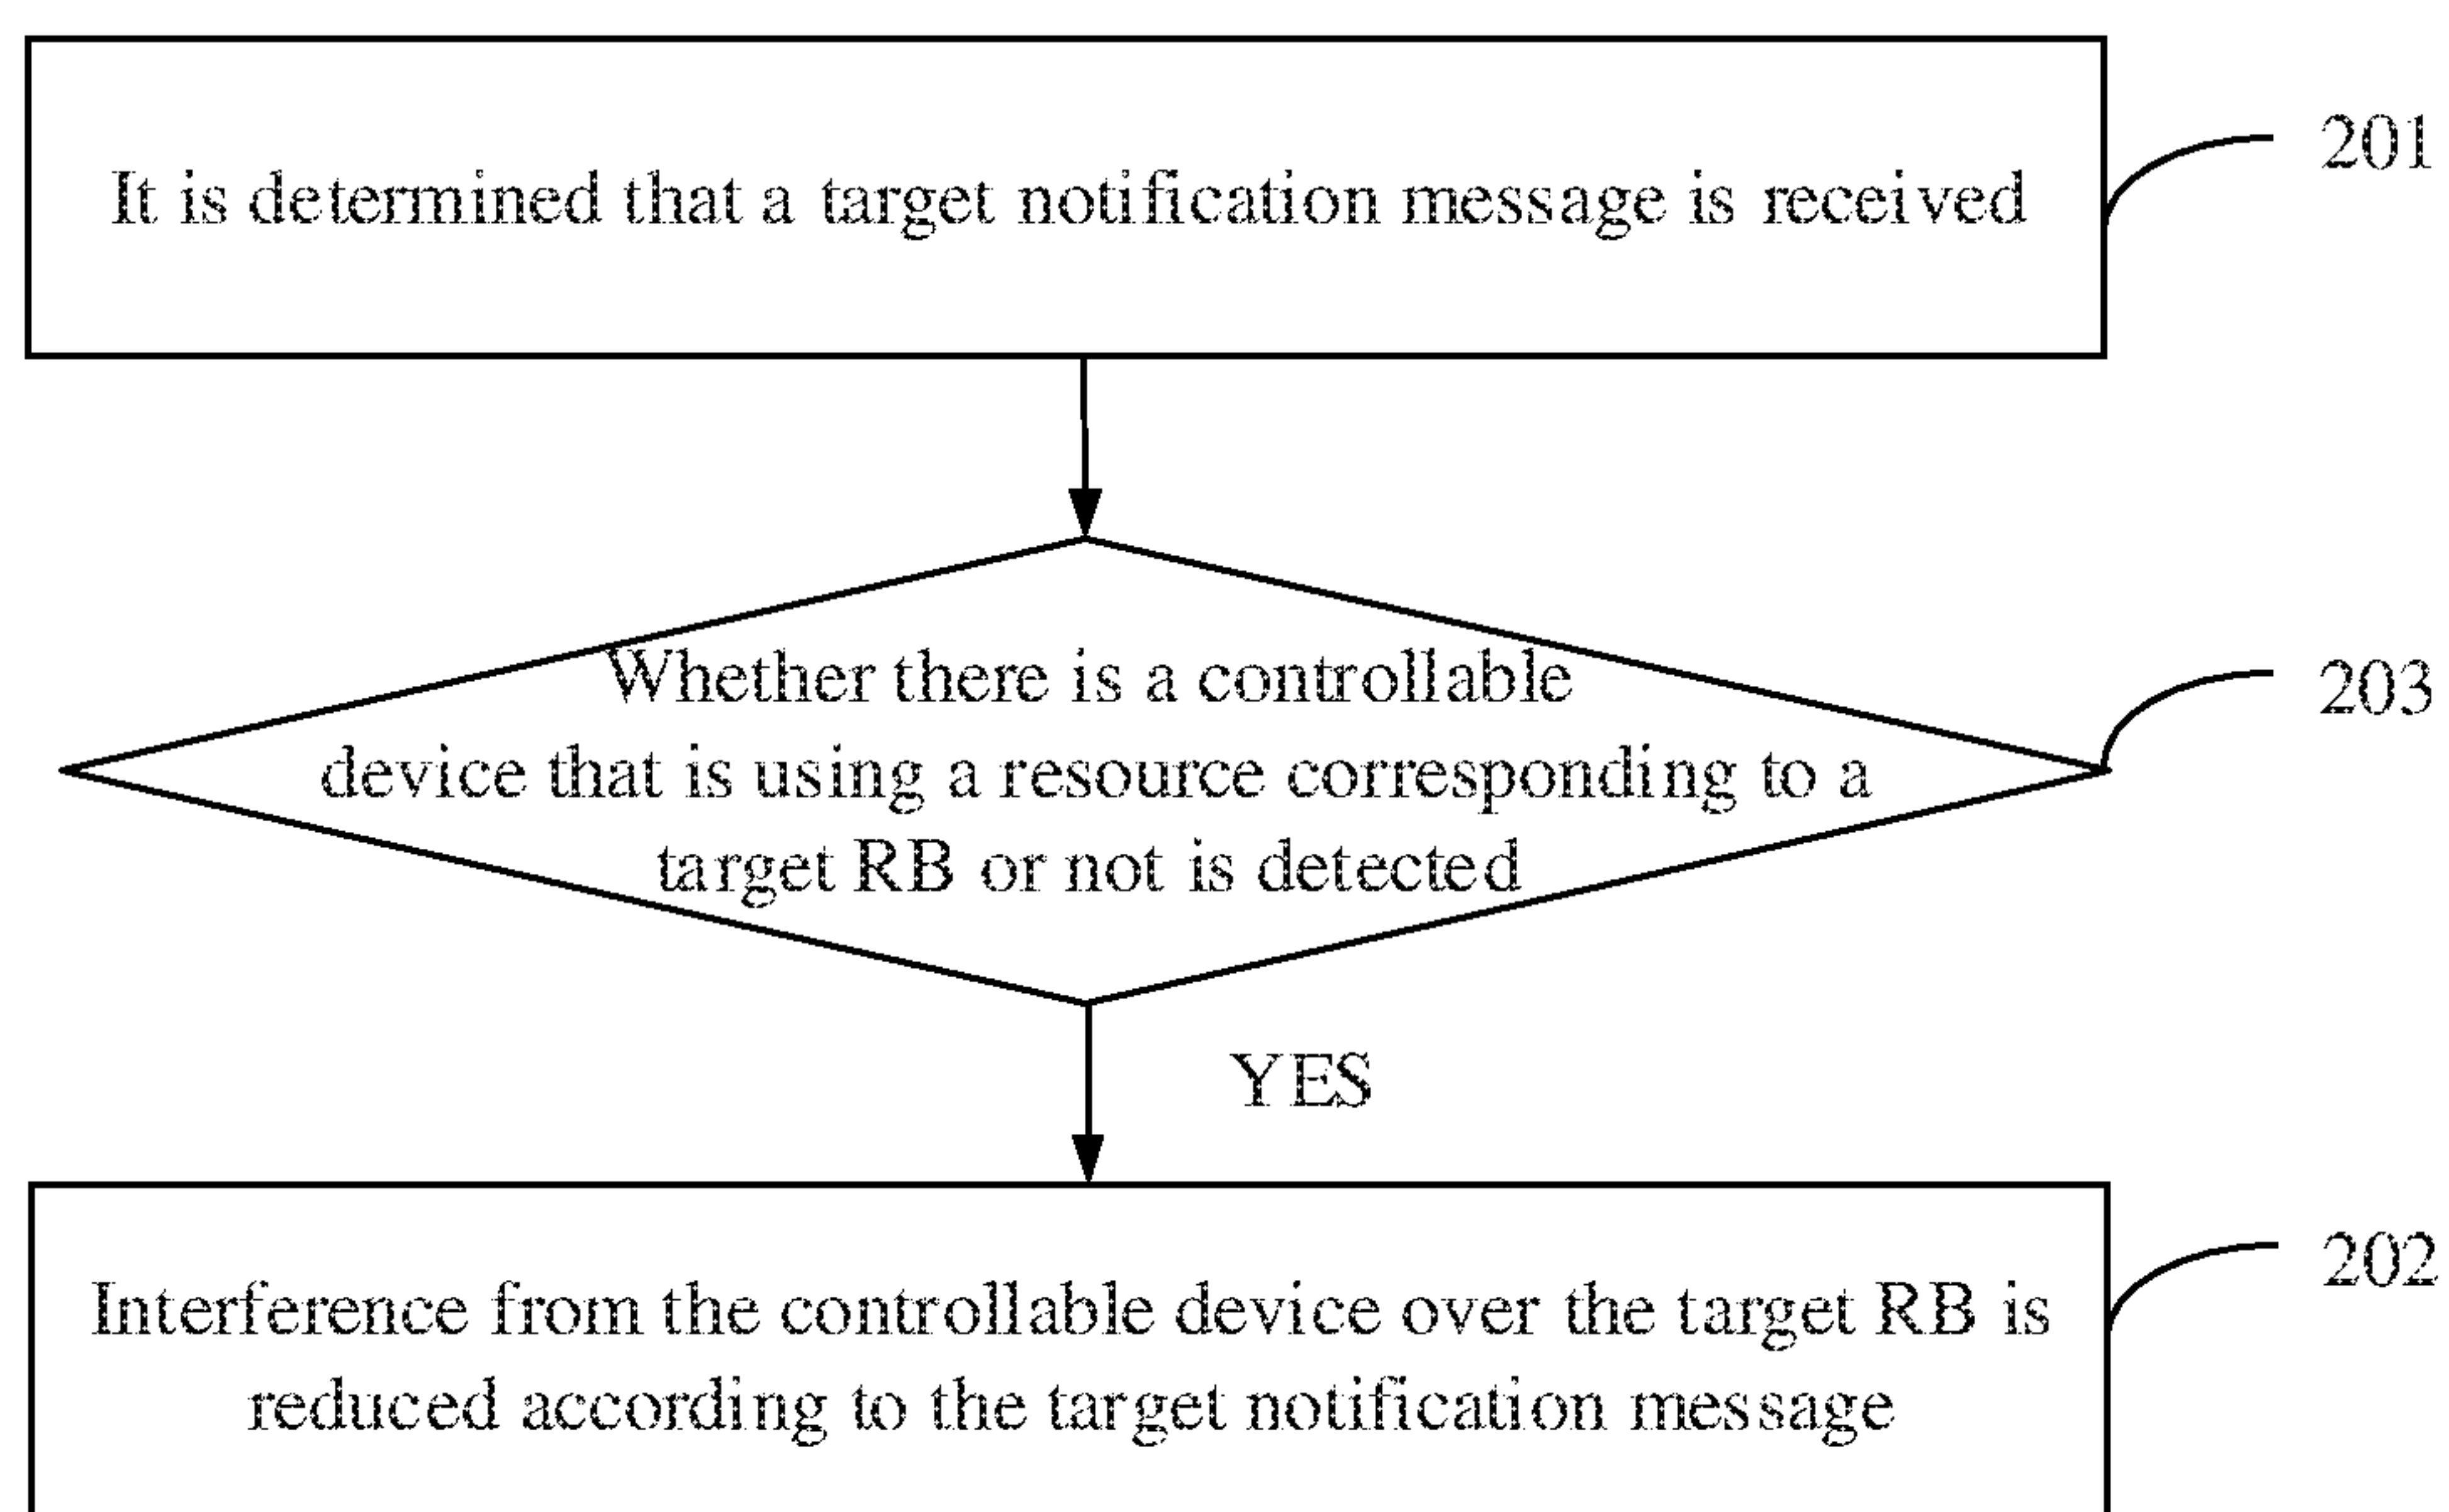 It is determined that a target notification message is received
201
Whether there is a controllable
device that is using a resource corresponding to a
target RB or not is detected
203
YES
Interference from the controllable device over the target RB is
reduced according to the target notification message
202